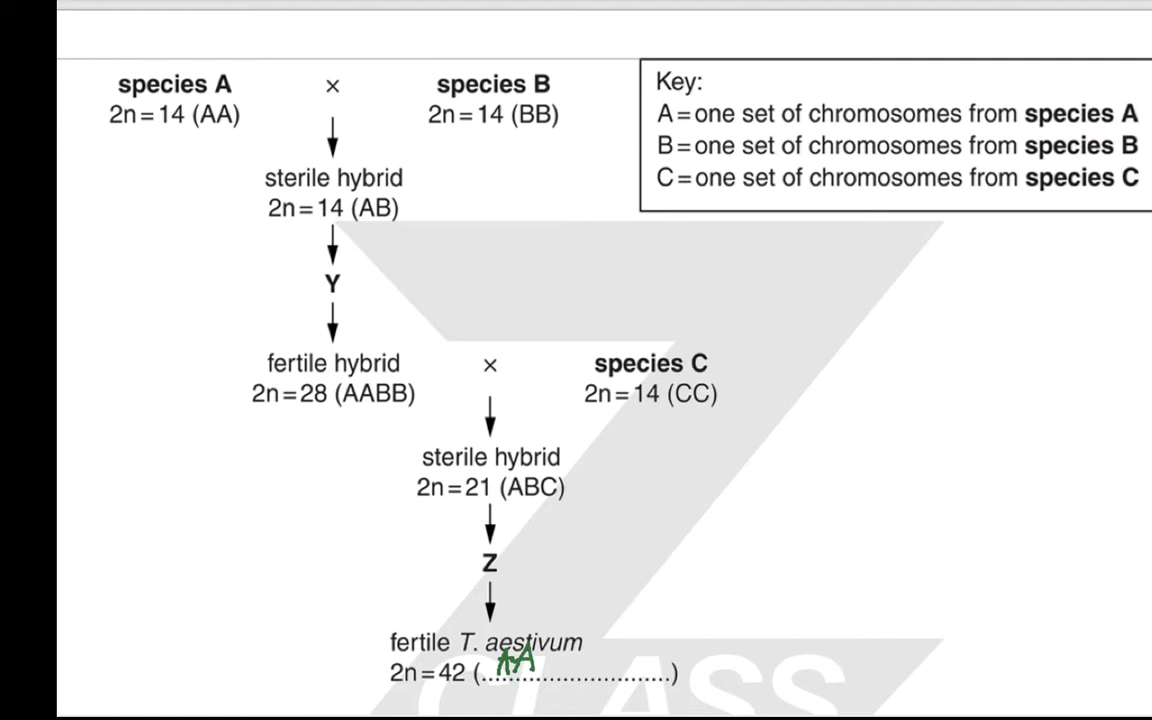 species A × species B
2n=14 (AA) 2n=14 (BB)
Key:
A=one set of chromosomes from species A
B=one set of chromosomes from species B
C=one set of chromosomes from species C
sterile hybrid
2n=14 (AB)
Y
fertile hybrid × species C
2n=28 (AABB) 2n=14 (CC)
sterile hybrid
2n=21 (ABC)
Z
fertile T. aestivum
AA
2n=42 (..............................)
CLASS